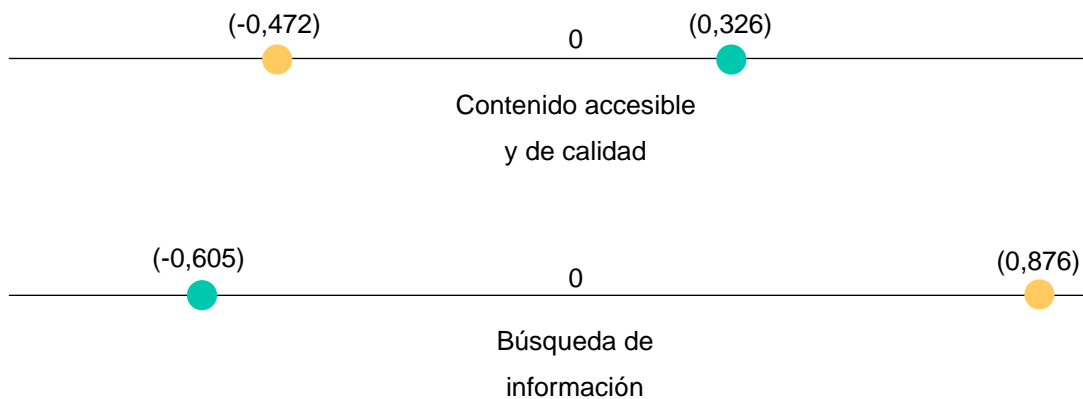 (-0,472)
0
(0,326)
Contenido accesible
y de calidad
(-0,605)
0
(0,876)
Búsqueda de
información